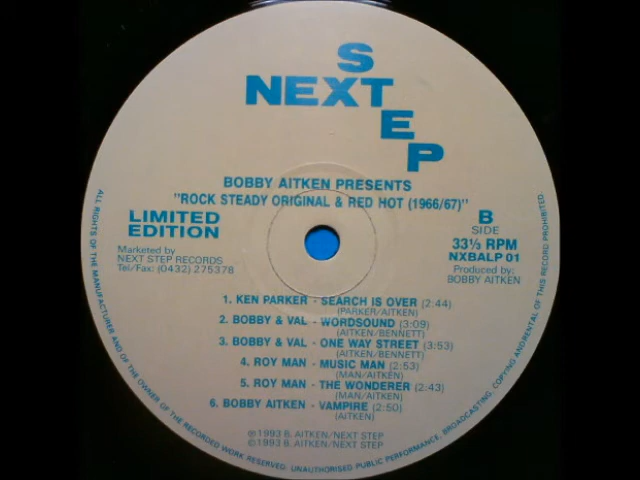 NEXT STEP
BOBBY AITKEN PRESENTS
"ROCK STEADY ORIGINAL & RED HOT (1966/67)"
LIMITED
EDITION
Marketed by
NEXT STEP RECORDS
Tel/Fax: (0432) 275378
B
SIDE
33⅓ RPM
NXBALP 01
Produced by:
BOBBY AITKEN
1. KEN PARKER - SEARCH IS OVER (2:44)
(PARKER/AITKEN)
2. BOBBY & VAL - WORDSOUND (3:09)
(AITKEN/BENNETT)
3. BOBBY & VAL - ONE WAY STREET (3:53)
(AITKEN/BENNETT)
4. ROY MAN - MUSIC MAN (2:53)
(MAN/AITKEN)
5. ROY MAN - THE WONDERER (2:43)
(MAN/AITKEN)
6. BOBBY AITKEN - VAMPIRE (2:50)
(AITKEN)
℗1993 B. AITKEN/NEXT STEP
©1993 B. AITKEN/NEXT STEP
ALL RIGHTS OF THE MANUFACTURER AND OF THE OWNER OF THE RECORDED WORK RESERVED. UNAUTHORISED PUBLIC PERFORMANCE, BROADCASTING, COPYING AND RENTAL OF THIS RECORD PROHIBITED.